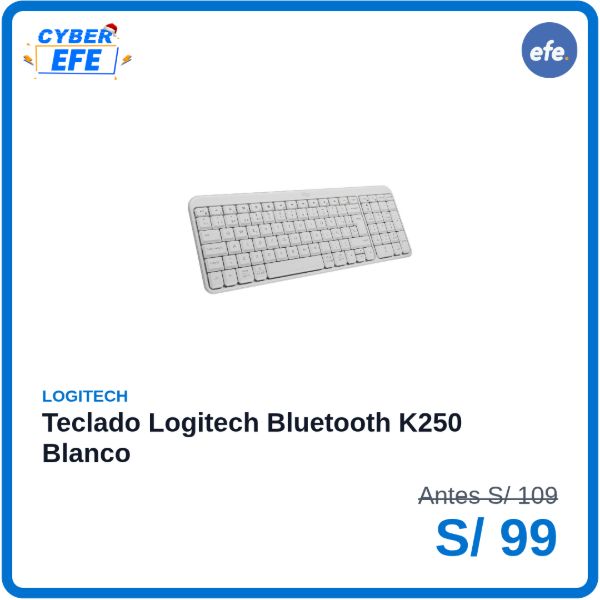 CYBER
EFE
efe.
LOGITECH
Teclado Logitech Bluetooth K250
Blanco
Antes S/ 109
S/ 99